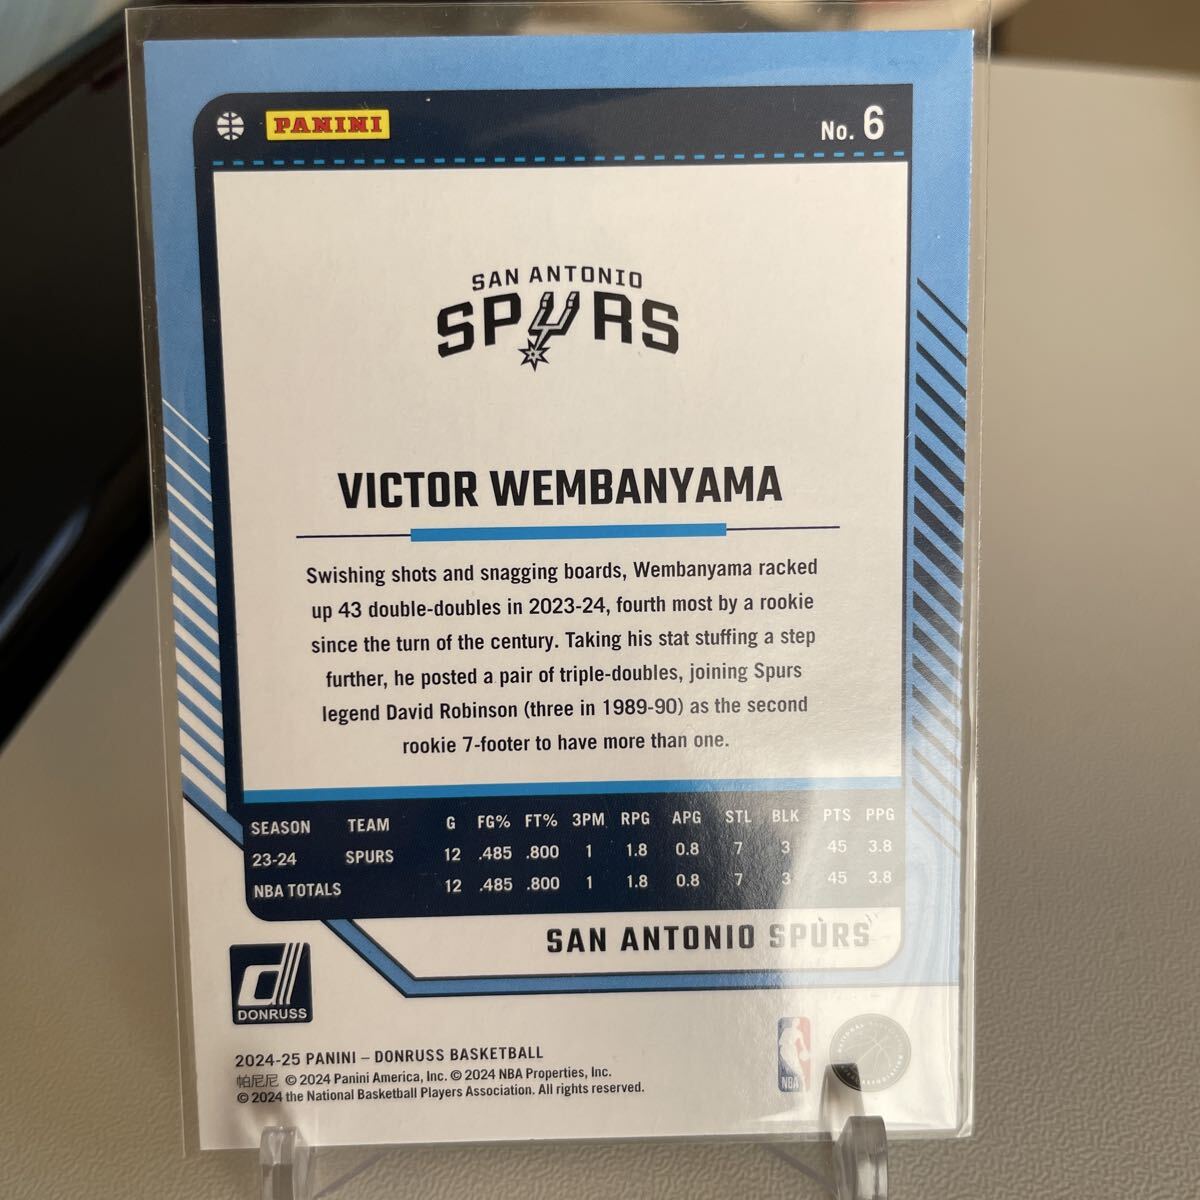 PANINI
No. 6
SAN ANTONIO
SPURS
VICTOR WEMBANYAMA
Swishing shots and snagging boards, Wembanyama racked
up 43 double-doubles in 2023-24, fourth most by a rookie
since the turn of the century. Taking his stat stuffing a step
further, he posted a pair of triple-doubles, joining Spurs
legend David Robinson (three in 1989-90) as the second
rookie 7-footer to have more than one.
SEASON TEAM G FG% FT% 3PM RPG APG STL BLK PTS PPG
23-24 SPURS 12 .485 .800 1 1.8 0.8 7 3 45 3.8
NBA TOTALS 12 .485 .800 1 1.8 0.8 7 3 45 3.8
SAN ANTONIO SPURS
d
DONRUSS
2024-25 PANINI – DONRUSS BASKETBALL
帕尼尼 © 2024 Panini America, Inc. © 2024 NBA Properties, Inc.
© 2024 the National Basketball Players Association. All rights reserved.
NBA